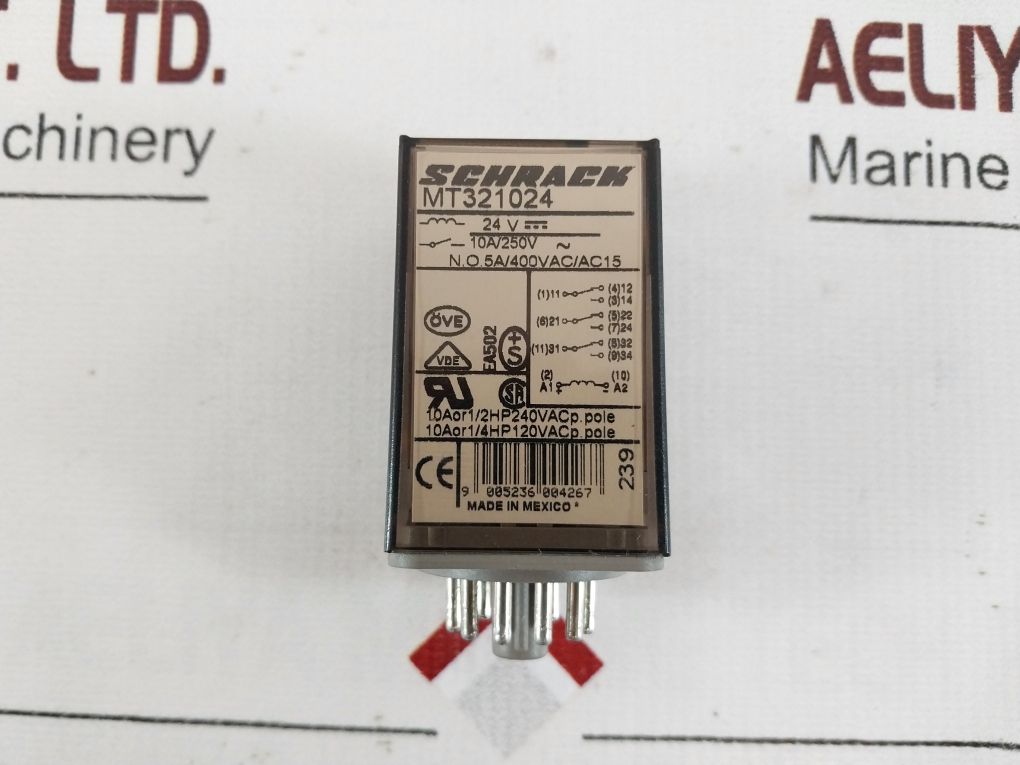 . LTD.
chinery
AELIY
Marine
SCHRACK
MT321024
24 V
10A/250V ~
N.O.5A/400VAC/AC15
(1)11 (4)12
(3)14
(6)21 (5)22
(7)24
(11)31 (8)32
(9)34
(2) (10)
A1 A2
ÖVE
VDE
EA502
+S
RU
SA
10Aor1/2HP240VACp.pole
10Aor1/4HP120VACp.pole
CE
9 005236 004267
239
MADE IN MEXICO